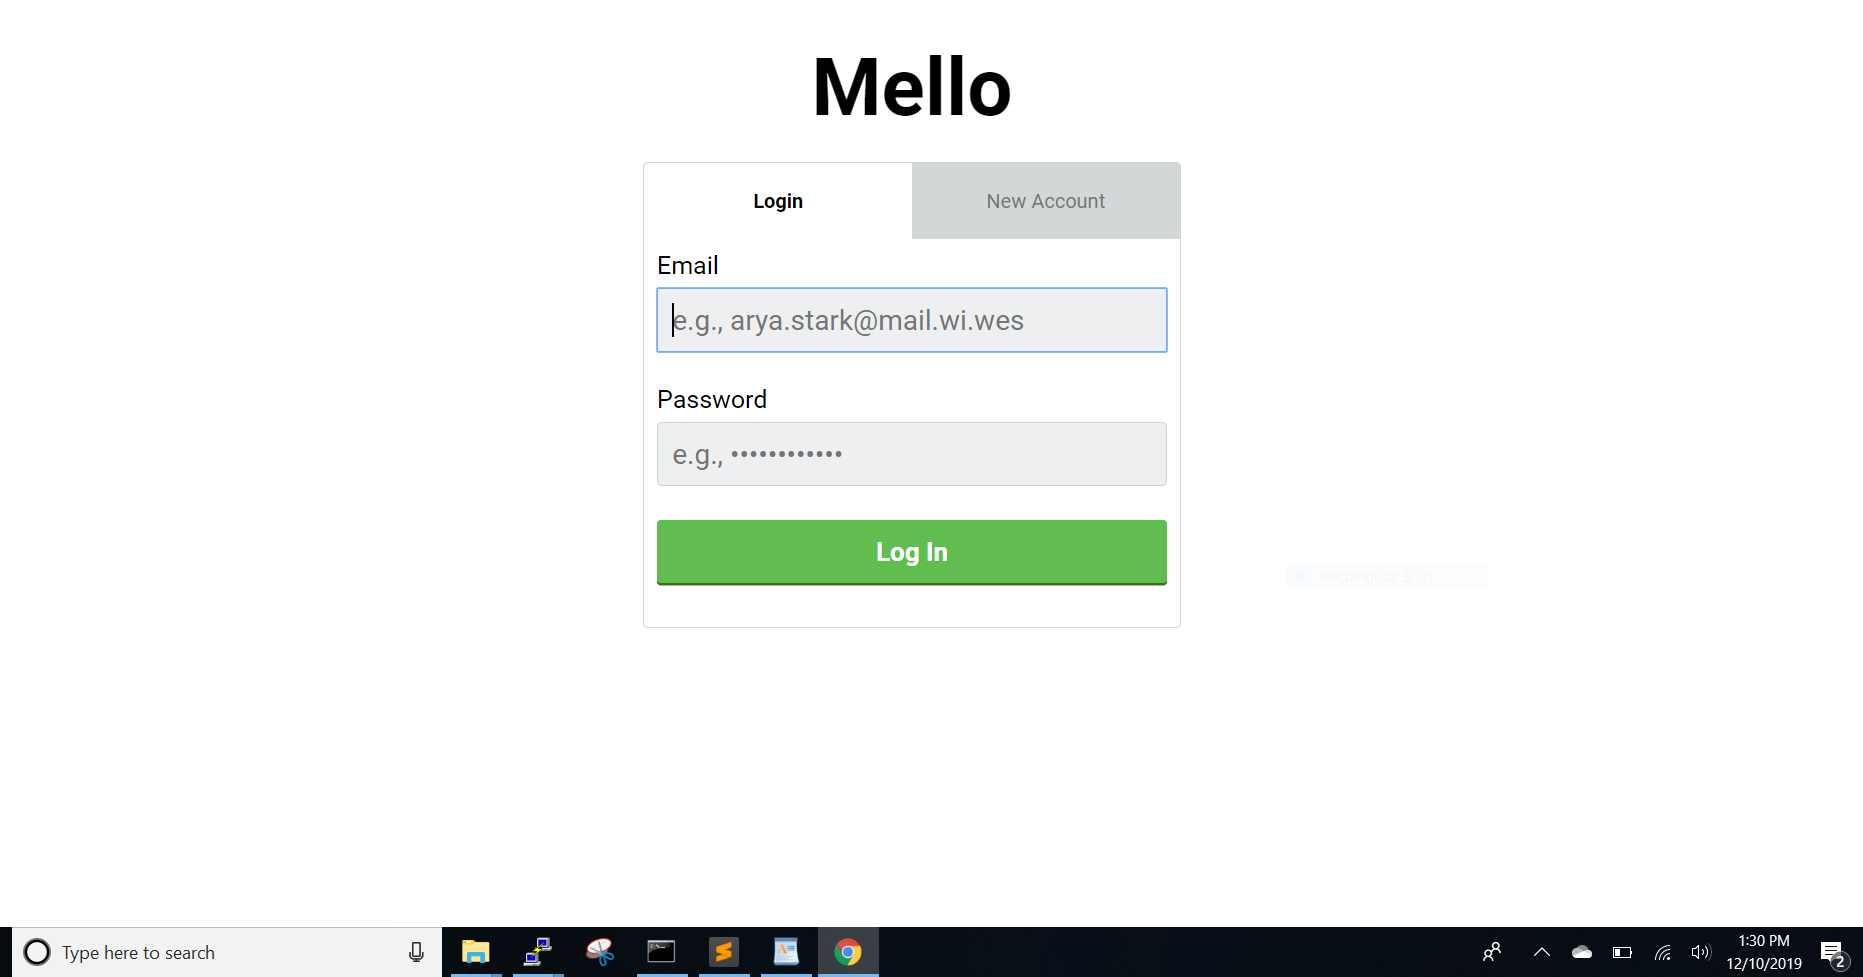 Mello
Login
New Account
Email
e.g., arya.stark@mail.wi.wes
Password
e.g., ••••••••••••
Log In
Rectangular Snip
Type here to search
1:30 PM
12/10/2019
2